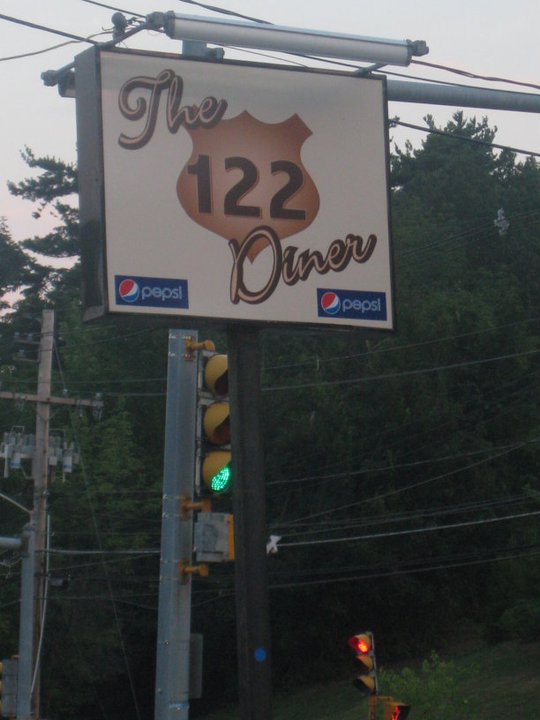 The
122
Diner
pepsi pepsi